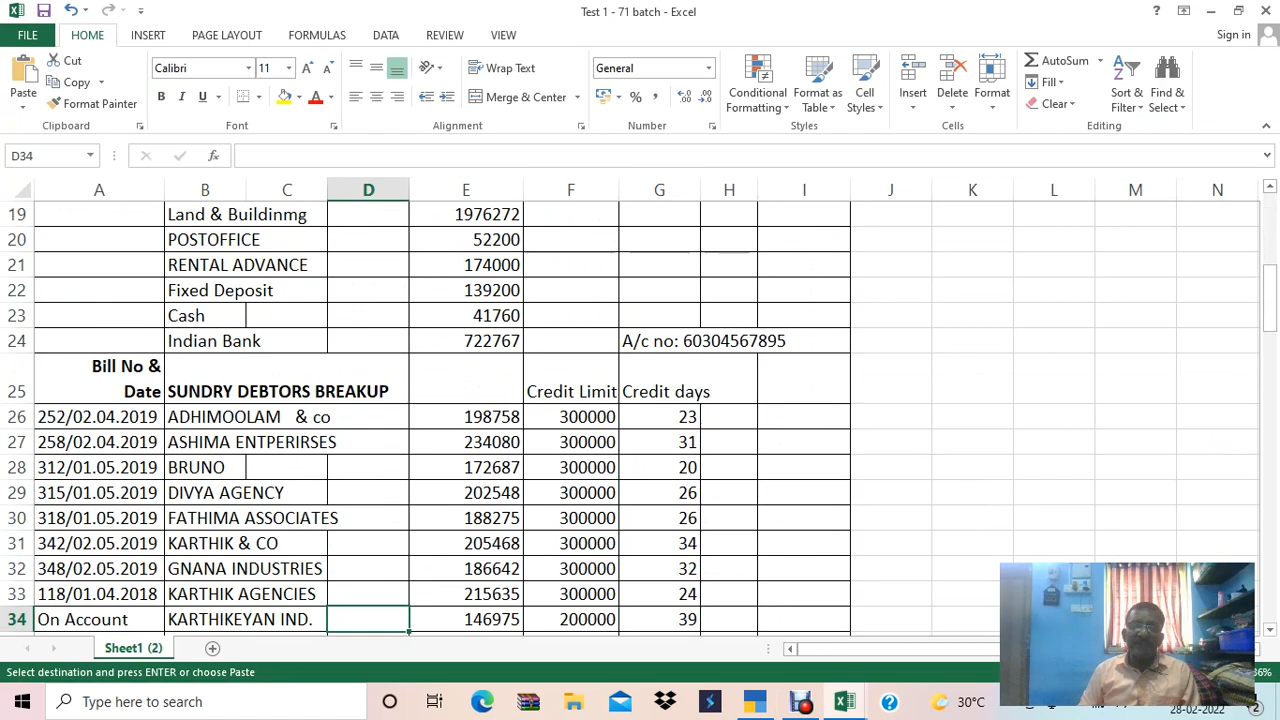 Test 1 - 71 batch - Excel
?
FILE HOME INSERT PAGE LAYOUT FORMULAS DATA REVIEW VIEW Sign in
Paste
Cut
Copy
Format Painter
Clipboard
Calibri 11
B I U
Font
Wrap Text
Merge & Center
Alignment
General
%
Number
Conditional Formatting
Format as Table
Cell Styles
Styles
Insert
Delete
Format
Cells
AutoSum
Fill
Clear
Sort & Filter
Find & Select
Editing
D34 fx
A B C D E F G H I J K L M N
19 Land & Buildinmg 1976272
20 POSTOFFICE 52200
21 RENTAL ADVANCE 174000
22 Fixed Deposit 139200
23 Cash 41760
24 Indian Bank 722767 A/c no: 60304567895
Bill No &
25 Date SUNDRY DEBTORS BREAKUP Credit Limit Credit days
26 252/02.04.2019 ADHIMOOLAM & co 198758 300000 23
27 258/02.04.2019 ASHIMA ENTPERIRSES 234080 300000 31
28 312/01.05.2019 BRUNO 172687 300000 20
29 315/01.05.2019 DIVYA AGENCY 202548 300000 26
30 318/01.05.2019 FATHIMA ASSOCIATES 188275 300000 26
31 342/02.05.2019 KARTHIK & CO 205468 300000 34
32 348/02.05.2019 GNANA INDUSTRIES 186642 300000 32
33 118/01.04.2018 KARTHIK AGENCIES 215635 300000 24
34 On Account KARTHIKEYAN IND. 146975 200000 39
Sheet1 (2)
Select destination and press ENTER or choose Paste
Type here to search 30°C 28-02-2022